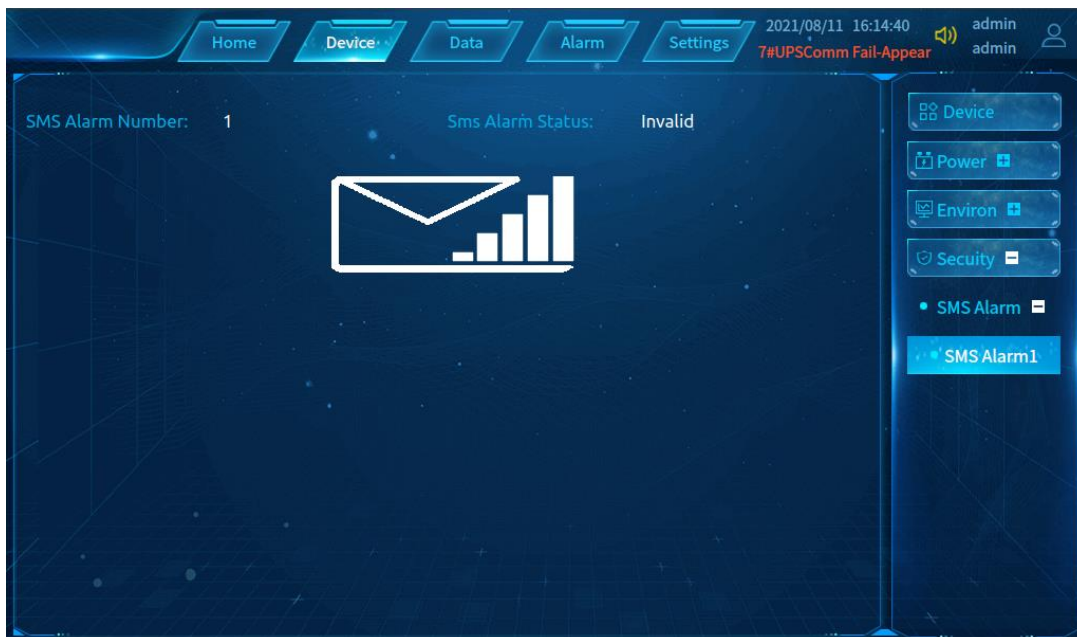 Home
Device
Data
Alarm
Settings
2021/08/11 16:14:40
7#UPSComm Fail-Appear
admin
admin
SMS Alarm Number: 1
Sms Alarm Status: Invalid
Device
Power
Environ
Secuity
SMS Alarm
SMS Alarm1